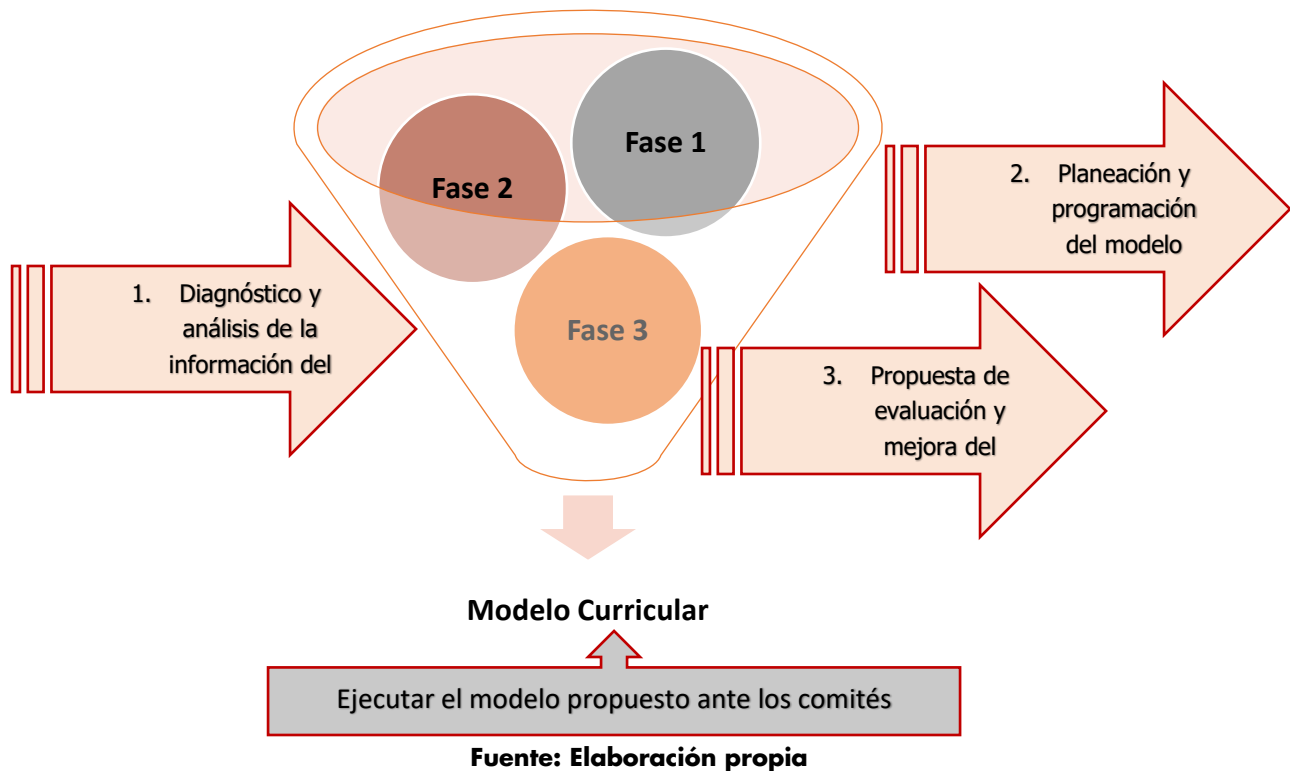 Fase 1
Fase 2
Fase 3
1. Diagnóstico y
análisis de la
información del
2. Planeación y
programación
del modelo
3. Propuesta de
evaluación y
mejora del
Modelo Curricular
Ejecutar el modelo propuesto ante los comités
Fuente: Elaboración propia